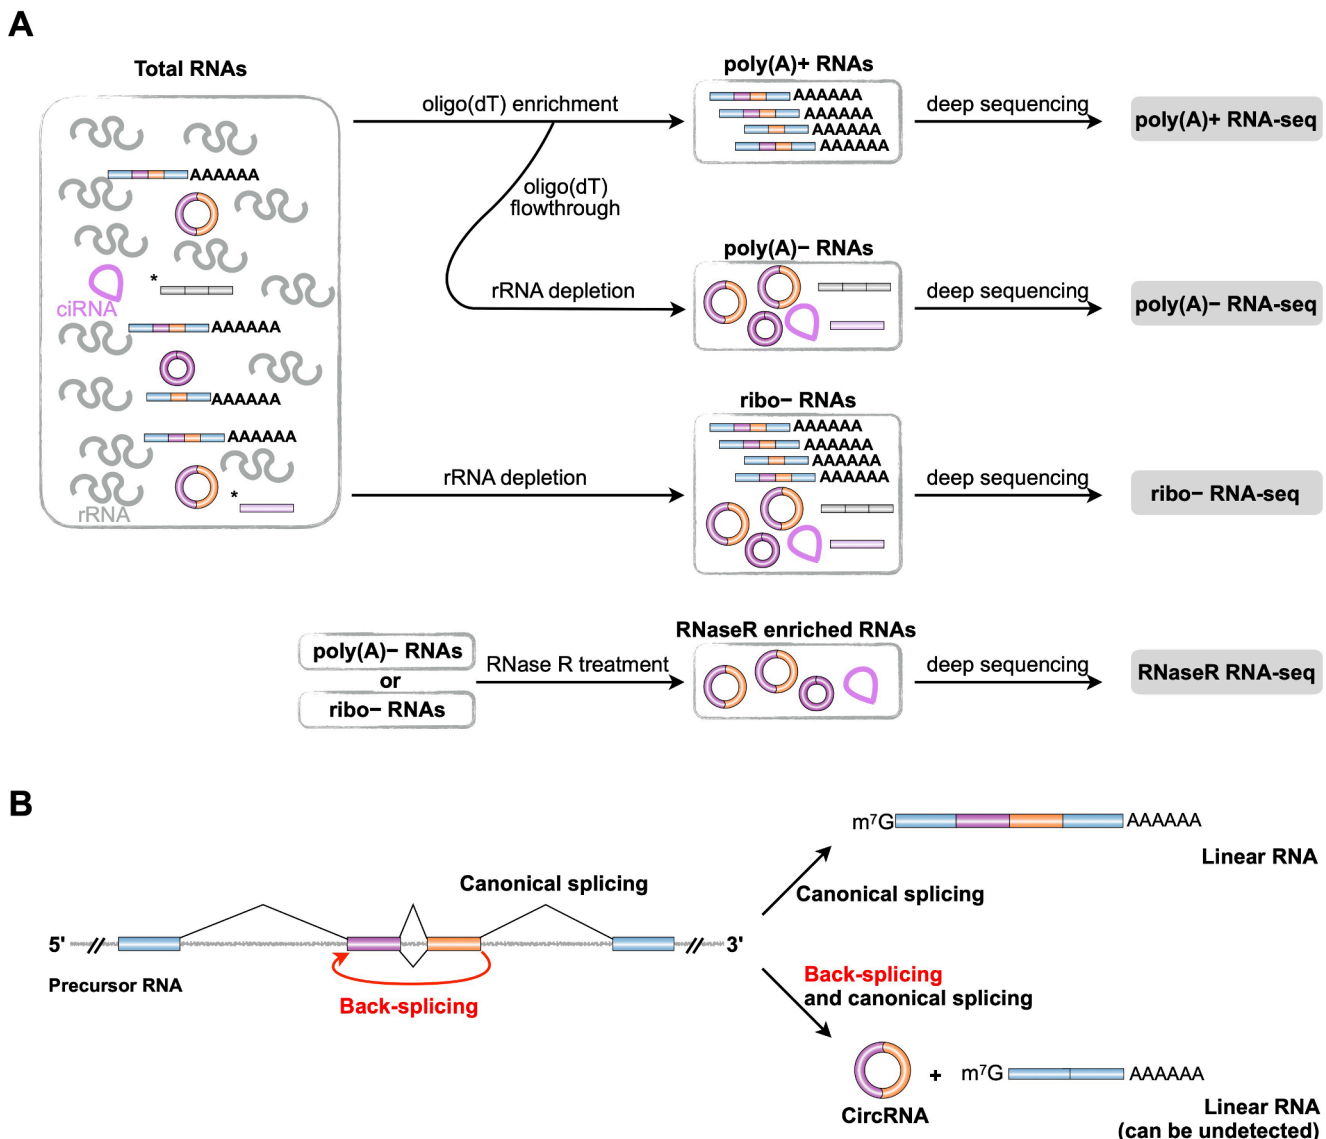 A
Total RNAs
AAAAAA
*
ciRNA
AAAAAA
AAAAAA
AAAAAA
*
rRNA
oligo(dT) enrichment
oligo(dT)
flowthrough
rRNA depletion
rRNA depletion
poly(A)+ RNAs
AAAAAA
AAAAAA
AAAAAA
AAAAAA
deep sequencing
poly(A)+ RNA-seq
poly(A)− RNAs
deep sequencing
poly(A)− RNA-seq
ribo− RNAs
AAAAAA
AAAAAA
AAAAAA
AAAAAA
deep sequencing
ribo− RNA-seq
poly(A)− RNAs
or
ribo− RNAs
RNase R treatment
RNaseR enriched RNAs
deep sequencing
RNaseR RNA-seq
B
5'
3'
Precursor RNA
Canonical splicing
Back-splicing
Canonical splicing
m⁷G
AAAAAA
Linear RNA
Back-splicing
and canonical splicing
CircRNA
+
m⁷G
AAAAAA
Linear RNA
(can be undetected)